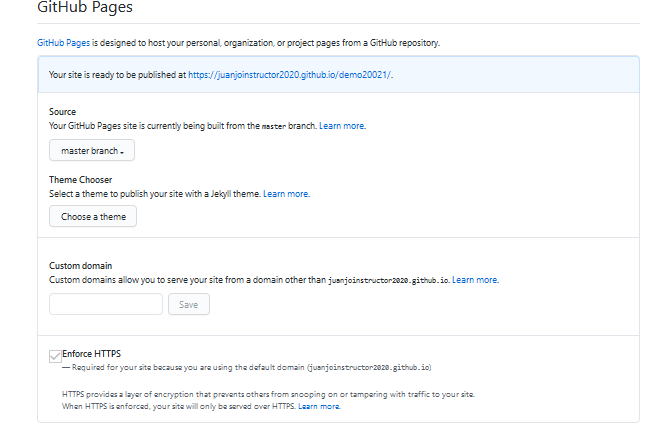 GitHub Pages
GitHub Pages is designed to host your personal, organization, or project pages from a GitHub repository.
Your site is ready to be published at https://juanjoinstructor2020.github.io/demo20021/.
Source
Your GitHub Pages site is currently being built from the master branch. Learn more.
master branch
Theme Chooser
Select a theme to publish your site with a Jekyll theme. Learn more.
Choose a theme
Custom domain
Custom domains allow you to serve your site from a domain other than juanjoinstructor2020.github.io. Learn more.
Save
Enforce HTTPS
— Required for your site because you are using the default domain (juanjoinstructor2020.github.io)
HTTPS provides a layer of encryption that prevents others from snooping on or tampering with traffic to your site.
When HTTPS is enforced, your site will only be served over HTTPS. Learn more.